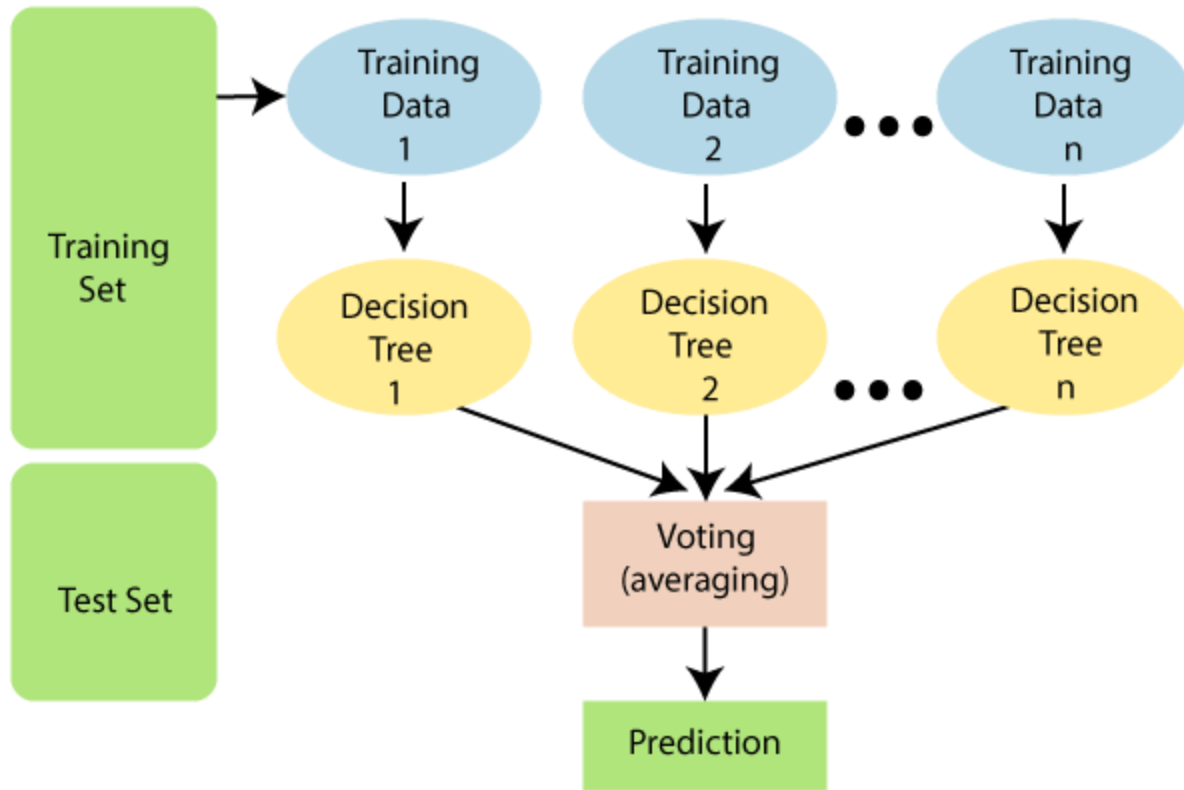 Training
Set
Test Set
Training
Data
1
Training
Data
2
Training
Data
n
Decision
Tree
1
Decision
Tree
2
Decision
Tree
n
Voting
(averaging)
Prediction